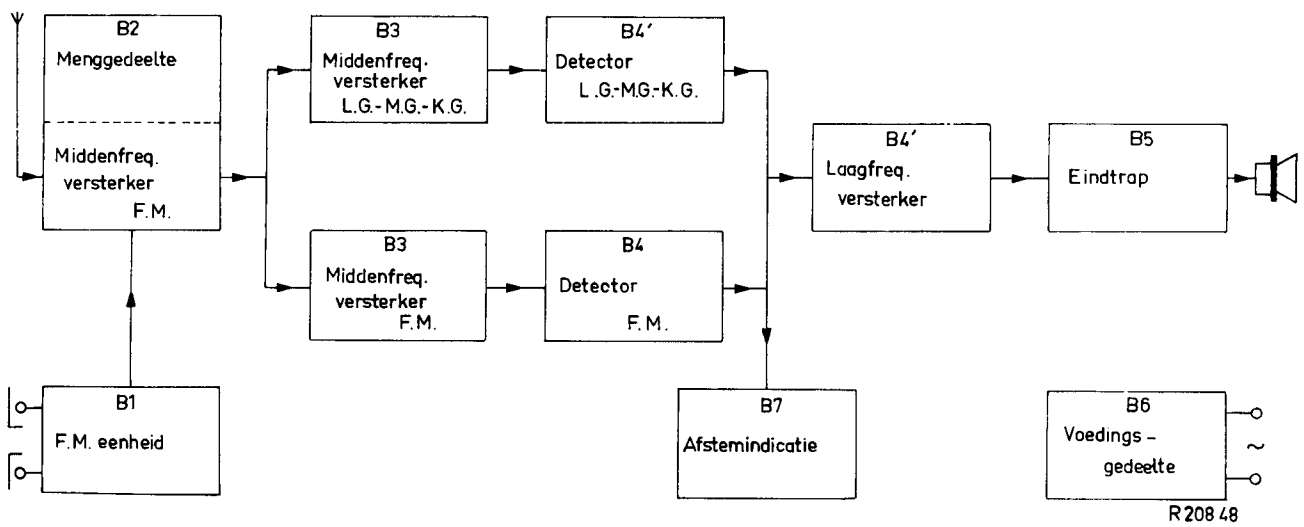 B2
Menggedeelte
Middenfreq.
versterker
F.M.
B3
Middenfreq.
versterker
L.G.-M.G.-K.G.
B4'
Detector
L.G.-M.G.-K.G.
B3
Middenfreq.
versterker
F.M.
B4
Detector
F.M.
B4'
Laagfreq.
versterker
B5
Eindtrap
B1
F.M. eenheid
B7
Afstemindicatie
B6
Voedings -
gedeelte
~
R 208 48